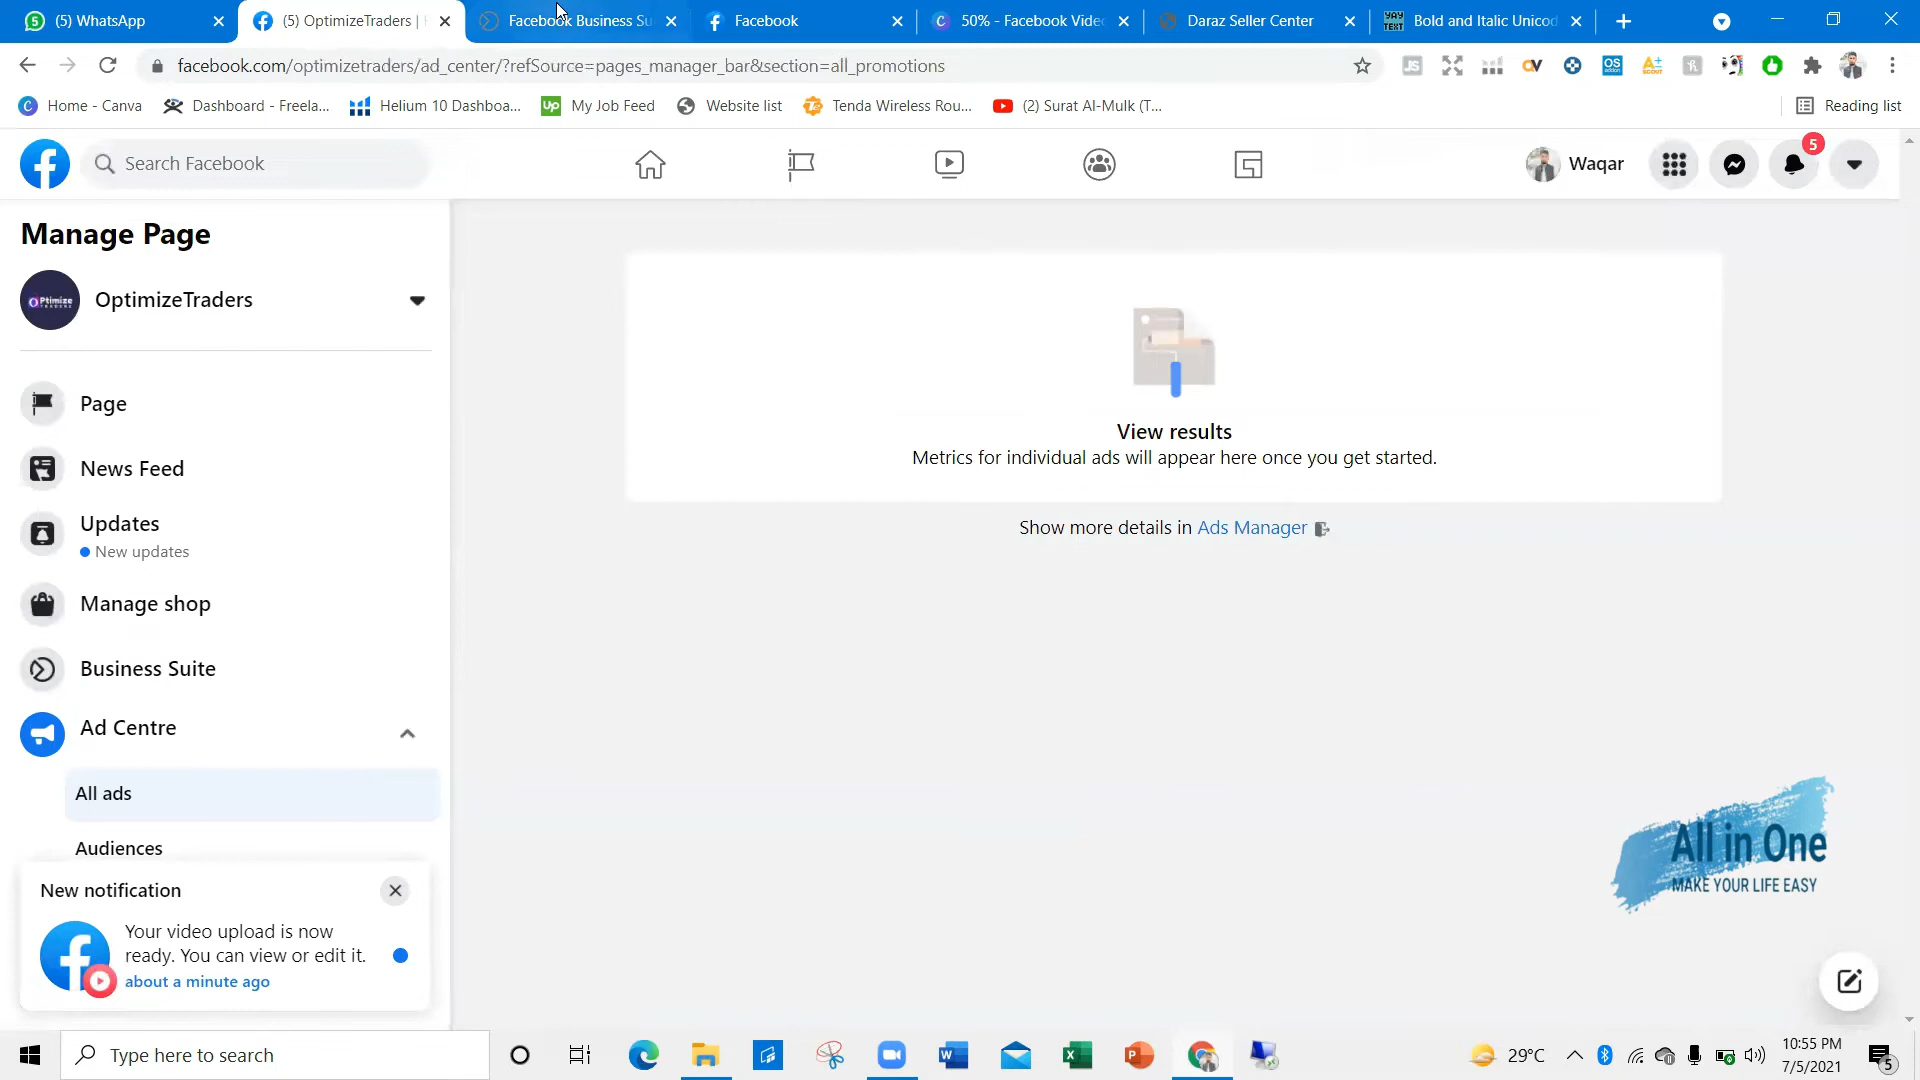 (5) WhatsApp
(5) OptimizeTraders |
Facebook Business Su
Facebook
50% - Facebook Vide
Daraz Seller Center
Bold and Italic Unicod
facebook.com/optimizetraders/ad_center/?refSource=pages_manager_bar&section=all_promotions
Home - Canva
Dashboard - Freela...
Helium 10 Dashboa...
My Job Feed
Website list
Tenda Wireless Rou...
(2) Surat Al-Mulk (T...
Reading list
Search Facebook
Waqar
5
Manage Page
OPtimize
TRADERS
OptimizeTraders
Page
News Feed
Updates
New updates
Manage shop
Business Suite
Ad Centre
All ads
Audiences
View results
Metrics for individual ads will appear here once you get started.
Show more details in Ads Manager
New notification
Your video upload is now
ready. You can view or edit it.
about a minute ago
All in One
MAKE YOUR LIFE EASY
Type here to search
29°C
10:55 PM
7/5/2021
5